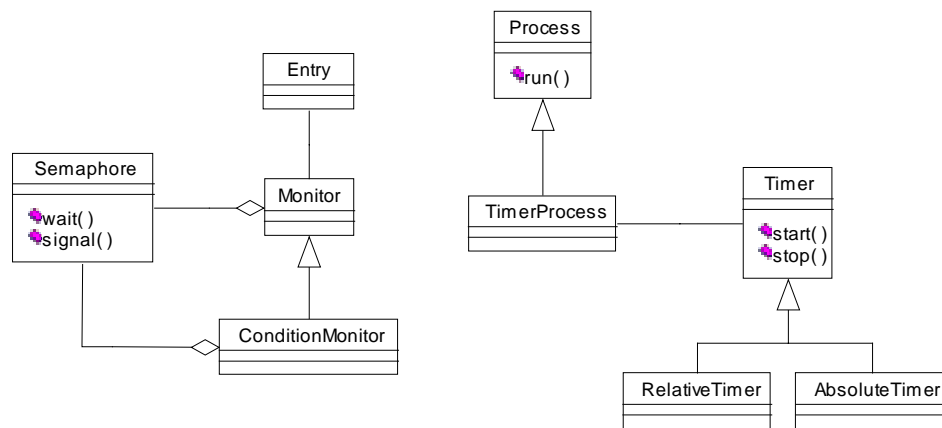 Process
run()
Entry
Semaphore
wait()
signal()
Monitor
ConditionMonitor
TimerProcess
Timer
start()
stop()
RelativeTimer
AbsoluteTimer